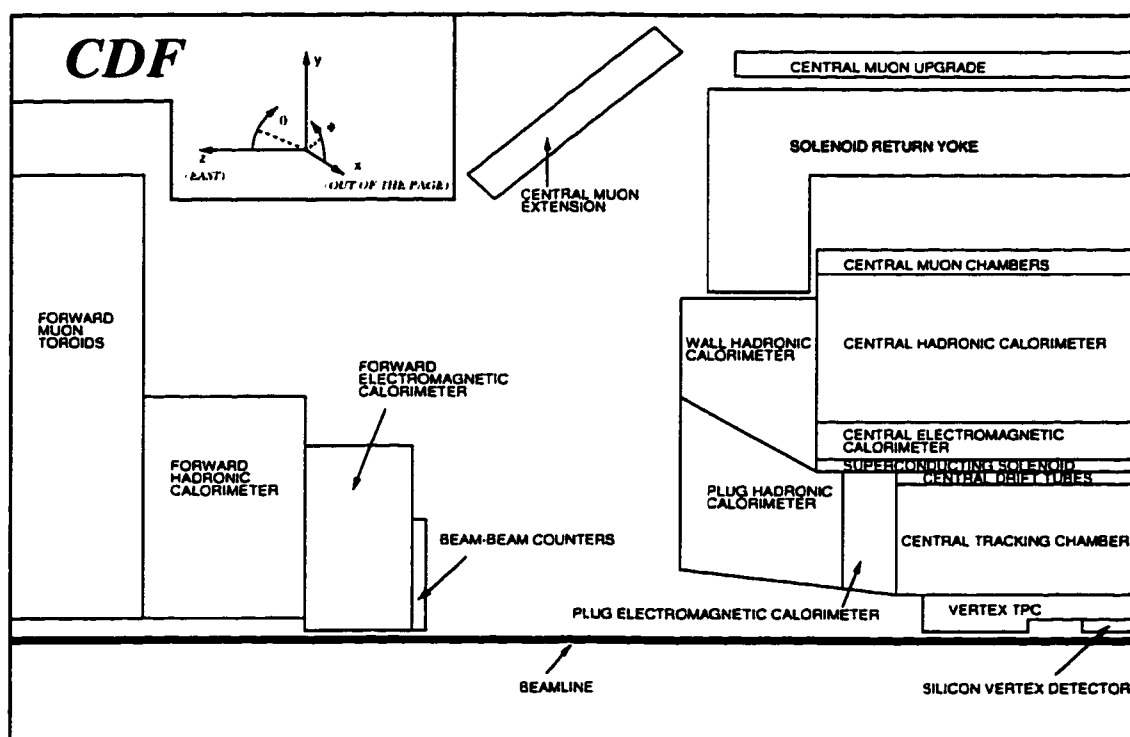 CDF
y
θ
Φ
z
x
(EAST)
(OUT OF THE PAGE)
CENTRAL MUON
EXTENSION
CENTRAL MUON UPGRADE
SOLENOID RETURN YOKE
CENTRAL MUON CHAMBERS
FORWARD
MUON
TOROIDS
WALL HADRONIC
CALORIMETER
CENTRAL HADRONIC CALORIMETER
FORWARD
ELECTROMAGNETIC
CALORIMETER
CENTRAL ELECTROMAGNETIC
CALORIMETER
SUPERCONDUCTING SOLENOID
CENTRAL DRIFT TUBES
FORWARD
HADRONIC
CALORIMETER
PLUG HADRONIC
CALORIMETER
BEAM-BEAM COUNTERS
CENTRAL TRACKING CHAMBER
PLUG ELECTROMAGNETIC CALORIMETER
VERTEX TPC
BEAMLINE
SILICON VERTEX DETECTOR